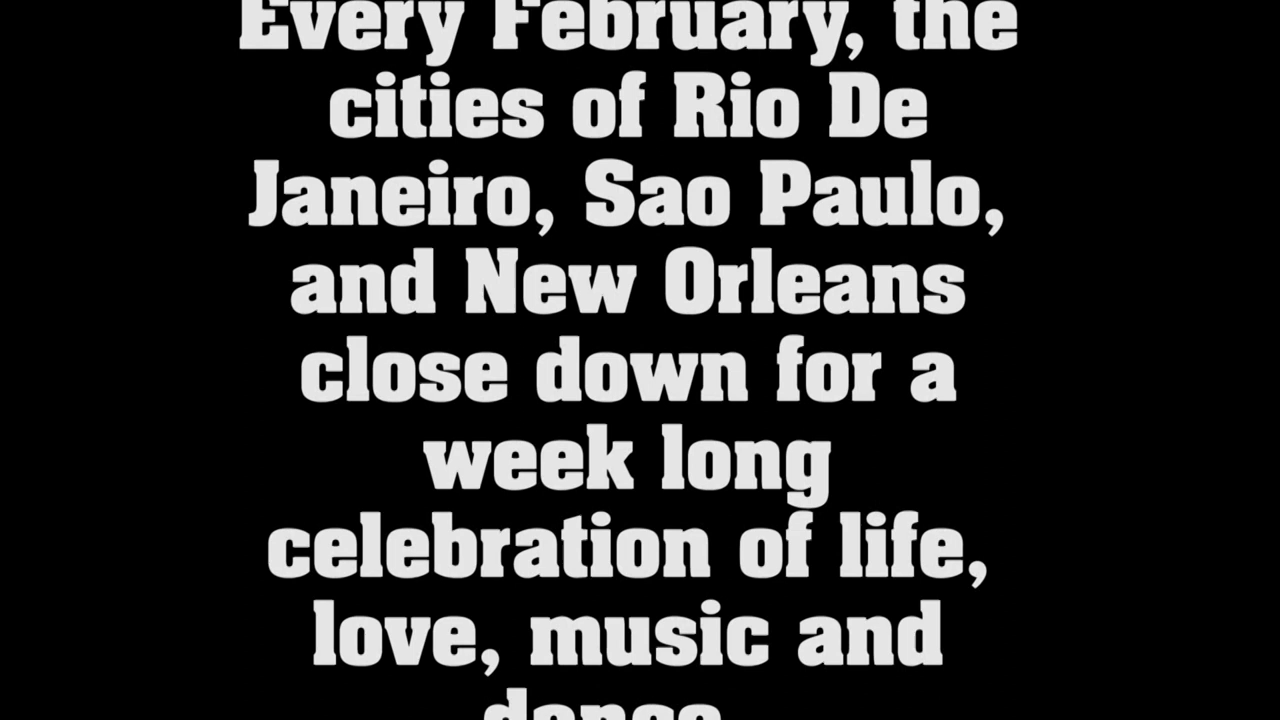 Every February, the
cities of Rio De
Janeiro, Sao Paulo,
and New Orleans
close down for a
week long
celebration of life,
love, music and
dance